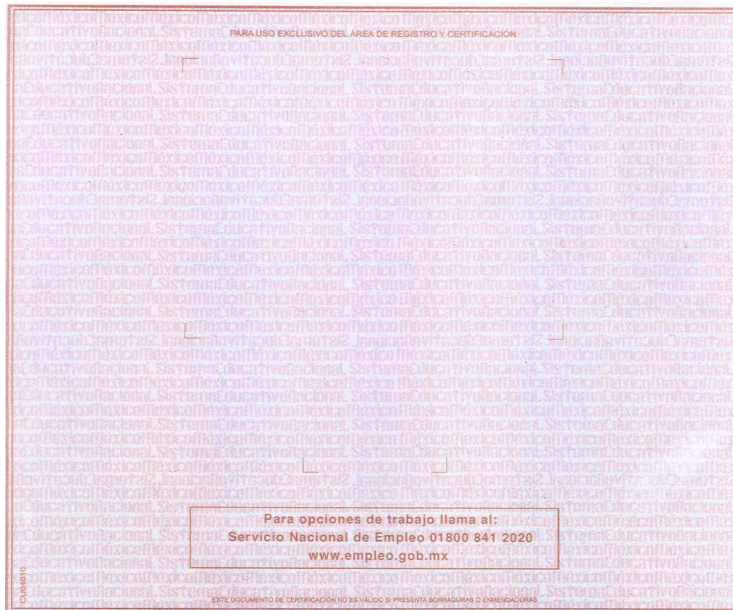 PARA USO EXCLUSIVO DEL ÁREA DE REGISTRO Y CERTIFICACIÓN
Para opciones de trabajo llama al:
Servicio Nacional de Empleo 01800 841 2020
www.empleo.gob.mx
ESTE DOCUMENTO DE CERTIFICACIÓN NO ES VÁLIDO SI PRESENTA BORRADURAS O ENMENDADURAS